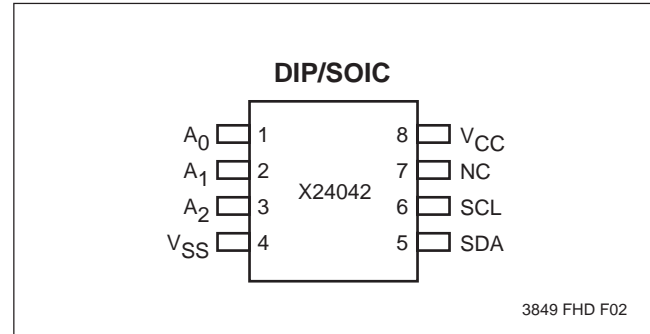 DIP/SOIC
A0 1 8 VCC
A1 2 7 NC
X24042
A2 3 6 SCL
VSS 4 5 SDA
3849 FHD F02